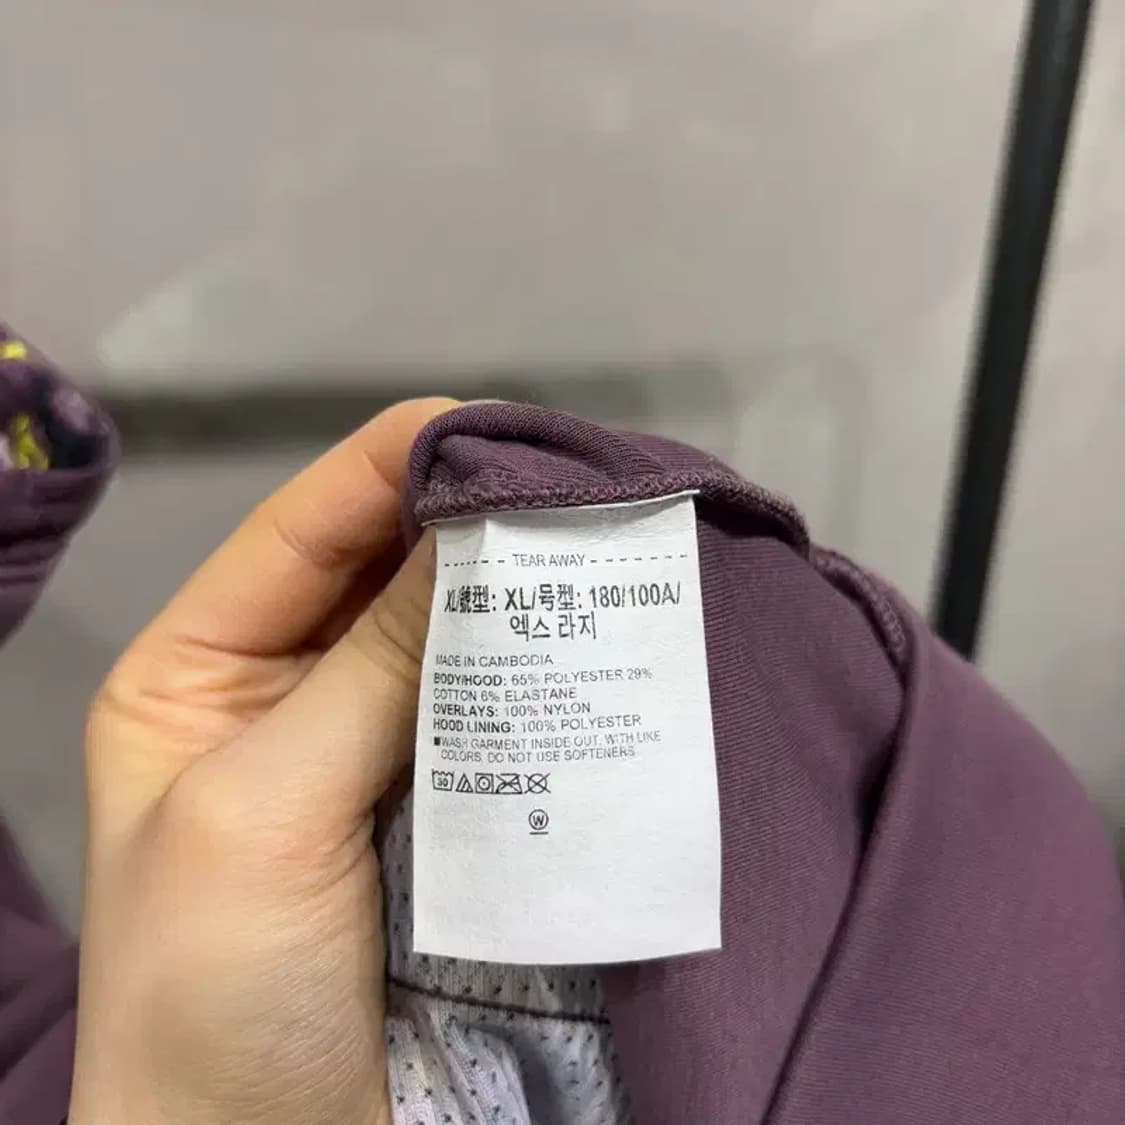 ------ TEAR AWAY -------
XL/號型: XL/号型: 180/100A/
엑스 라지
MADE IN CAMBODIA
BODY/HOOD: 65% POLYESTER 29%
COTTON 6% ELASTANE
OVERLAYS: 100% NYLON
HOOD LINING: 100% POLYESTER
■WASH GARMENT INSIDE OUT, WITH LIKE
COLORS, DO NOT USE SOFTENERS
30
W